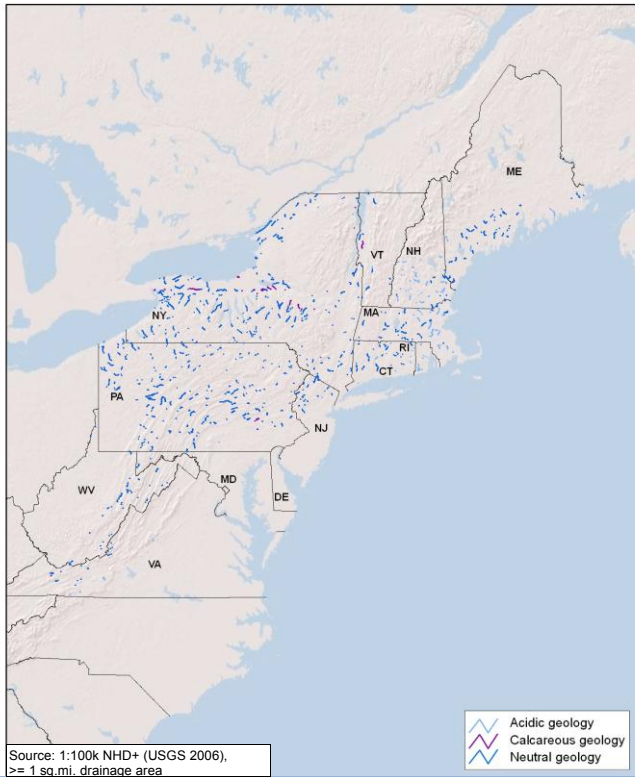 ME
VT
NH
NY
MA
RI
CT
PA
NJ
MD
WV
DE
VA
Acidic geology
Calcareous geology
Neutral geology
Source: 1:100k NHD+ (USGS 2006),
>= 1 sq.mi. drainage area